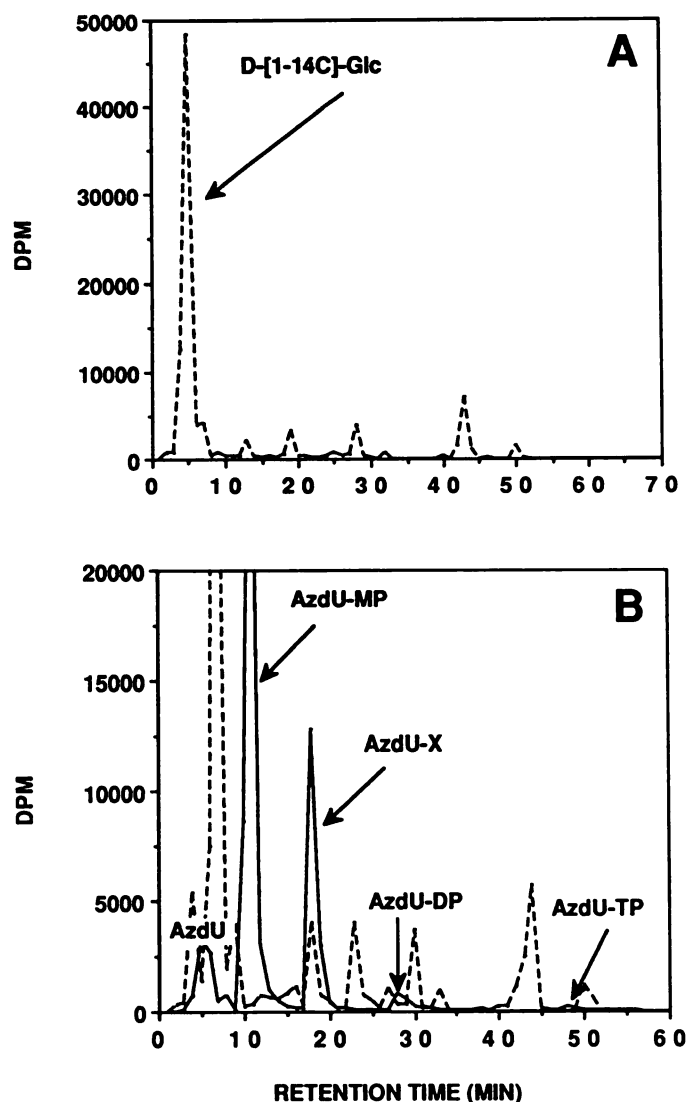 A
D-[1-14C]-Glc
DPM
50000
40000
30000
20000
10000
0
0 10 20 30 40 50 60 70
B
AzdU-MP
AzdU-X
AzdU
AzdU-DP
AzdU-TP
DPM
20000
15000
10000
5000
0
0 10 20 30 40 50 60
RETENTION TIME (MIN)